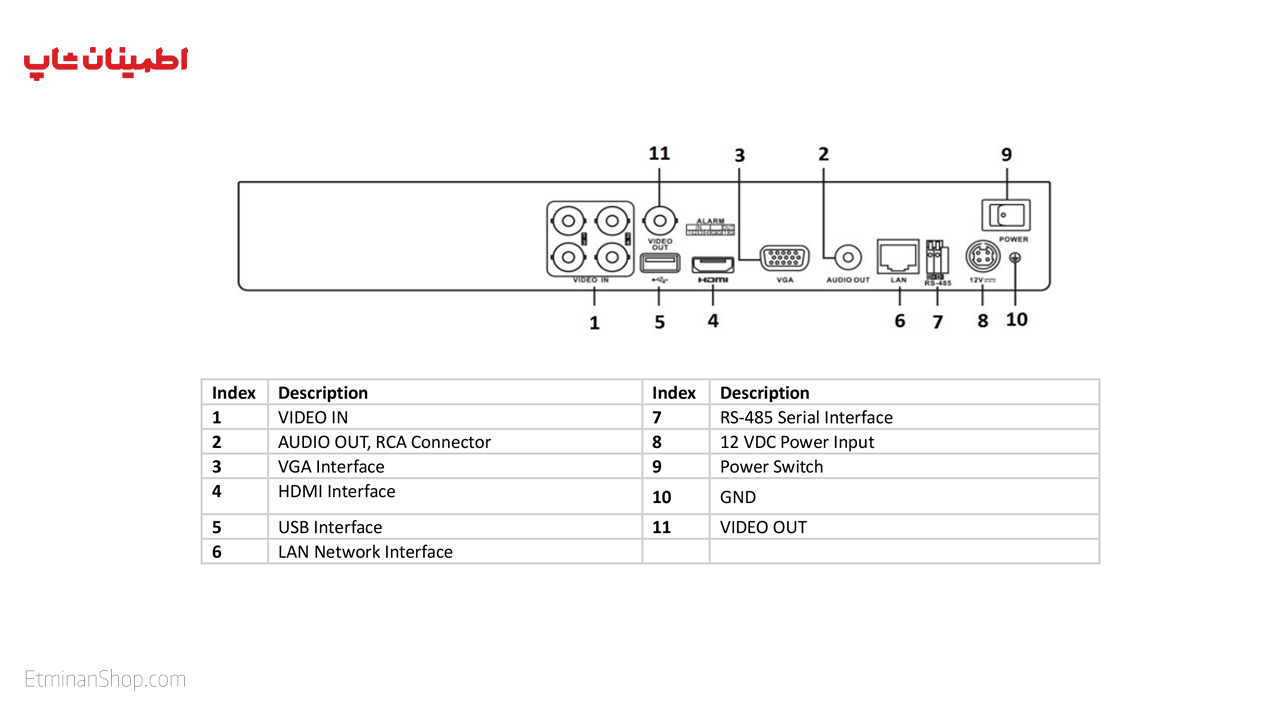 اطمینان شاپ
11 3 2 9
ALARM
VIDEO OUT
POWER
VIDEO IN HDMI VGA AUDIO OUT LAN RS-485 12V
1 5 4 6 7 8 10
Index Description Index Description
1 VIDEO IN 7 RS-485 Serial Interface
2 AUDIO OUT, RCA Connector 8 12 VDC Power Input
3 VGA Interface 9 Power Switch
4 HDMI Interface 10 GND
5 USB Interface 11 VIDEO OUT
6 LAN Network Interface
EtminanShop.com